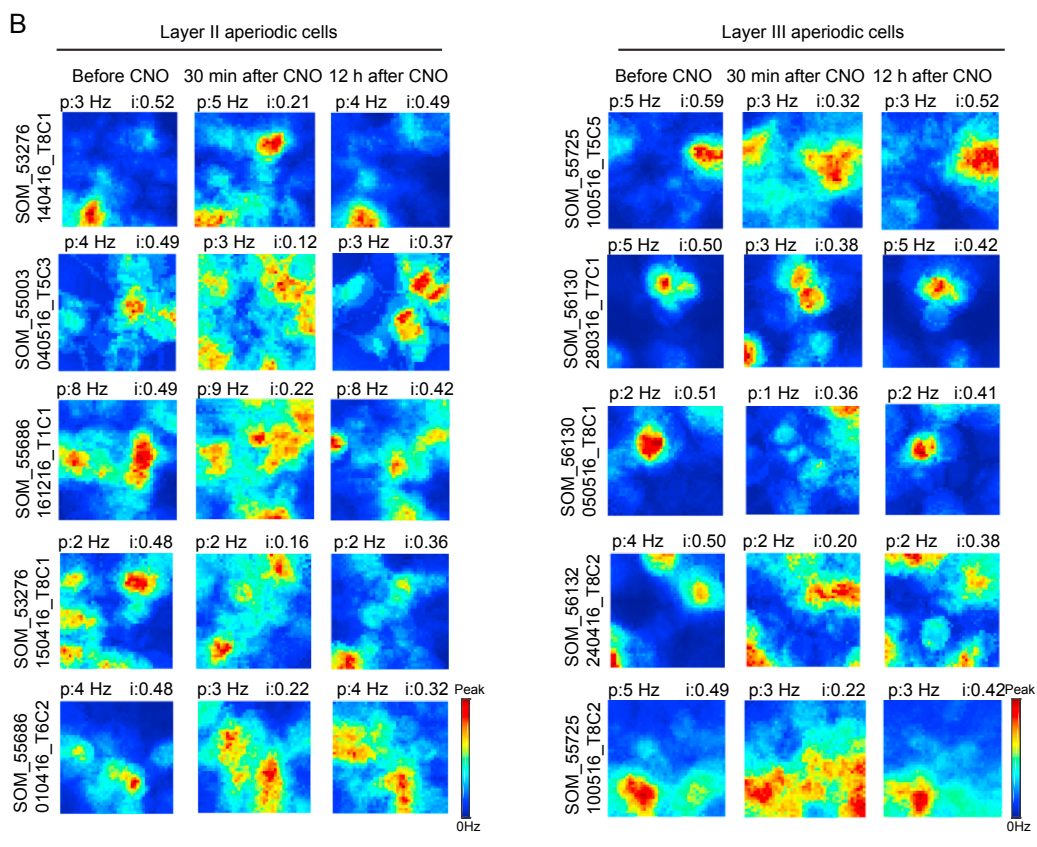 B
Layer II aperiodic cells
Before CNO 30 min after CNO 12 h after CNO
SOM_53276
140416_T8C1
p:3 Hz i:0.52 p:5 Hz i:0.21 p:4 Hz i:0.49
SOM_55003
040516_T5C3
p:4 Hz i:0.49 p:3 Hz i:0.12 p:3 Hz i:0.37
SOM_55686
161216_T1C1
p:8 Hz i:0.49 p:9 Hz i:0.22 p:8 Hz i:0.42
SOM_53276
150416_T8C1
p:2 Hz i:0.48 p:2 Hz i:0.16 p:2 Hz i:0.36
SOM_55686
010416_T6C2
p:4 Hz i:0.48 p:3 Hz i:0.22 p:4 Hz i:0.32
Peak
0Hz
Layer III aperiodic cells
Before CNO 30 min after CNO 12 h after CNO
SOM_55725
100516_T5C5
p:5 Hz i:0.59 p:3 Hz i:0.32 p:3 Hz i:0.52
SOM_56130
280316_T7C1
p:5 Hz i:0.50 p:3 Hz i:0.38 p:5 Hz i:0.42
SOM_56130
050516_T8C1
p:2 Hz i:0.51 p:1 Hz i:0.36 p:2 Hz i:0.41
SOM_56132
240416_T8C2
p:4 Hz i:0.50 p:2 Hz i:0.20 p:2 Hz i:0.38
SOM_55725
100516_T8C2
p:5 Hz i:0.49 p:3 Hz i:0.22 p:3 Hz i:0.42
Peak
0Hz